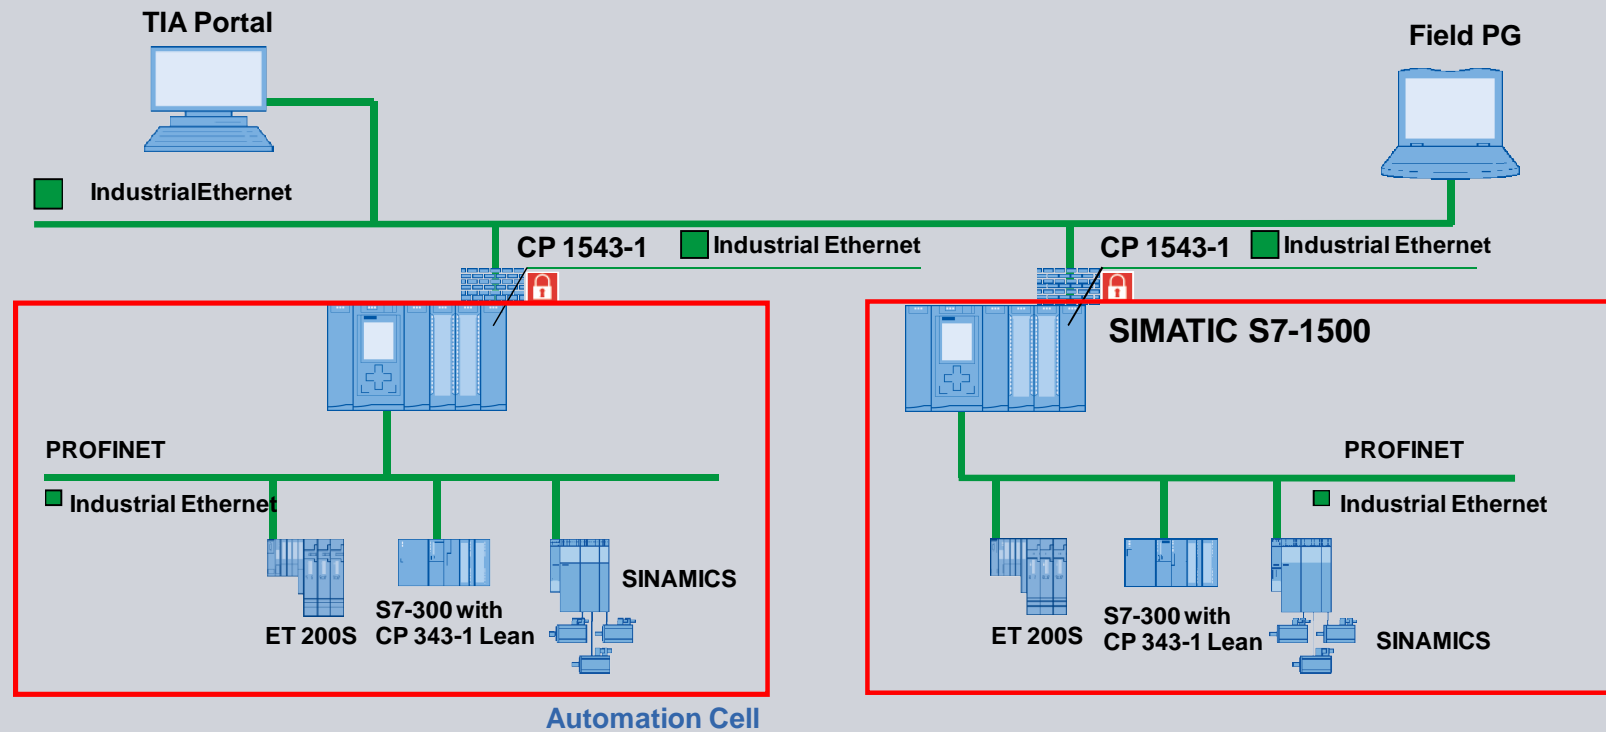 TIA Portal
Field PG
IndustrialEthernet
CP 1543-1
Industrial Ethernet
CP 1543-1
Industrial Ethernet
SIMATIC S7-1500
PROFINET
Industrial Ethernet
PROFINET
Industrial Ethernet
ET 200S
S7-300 with
CP 343-1 Lean
SINAMICS
ET 200S
S7-300 with
CP 343-1 Lean
SINAMICS
Automation Cell